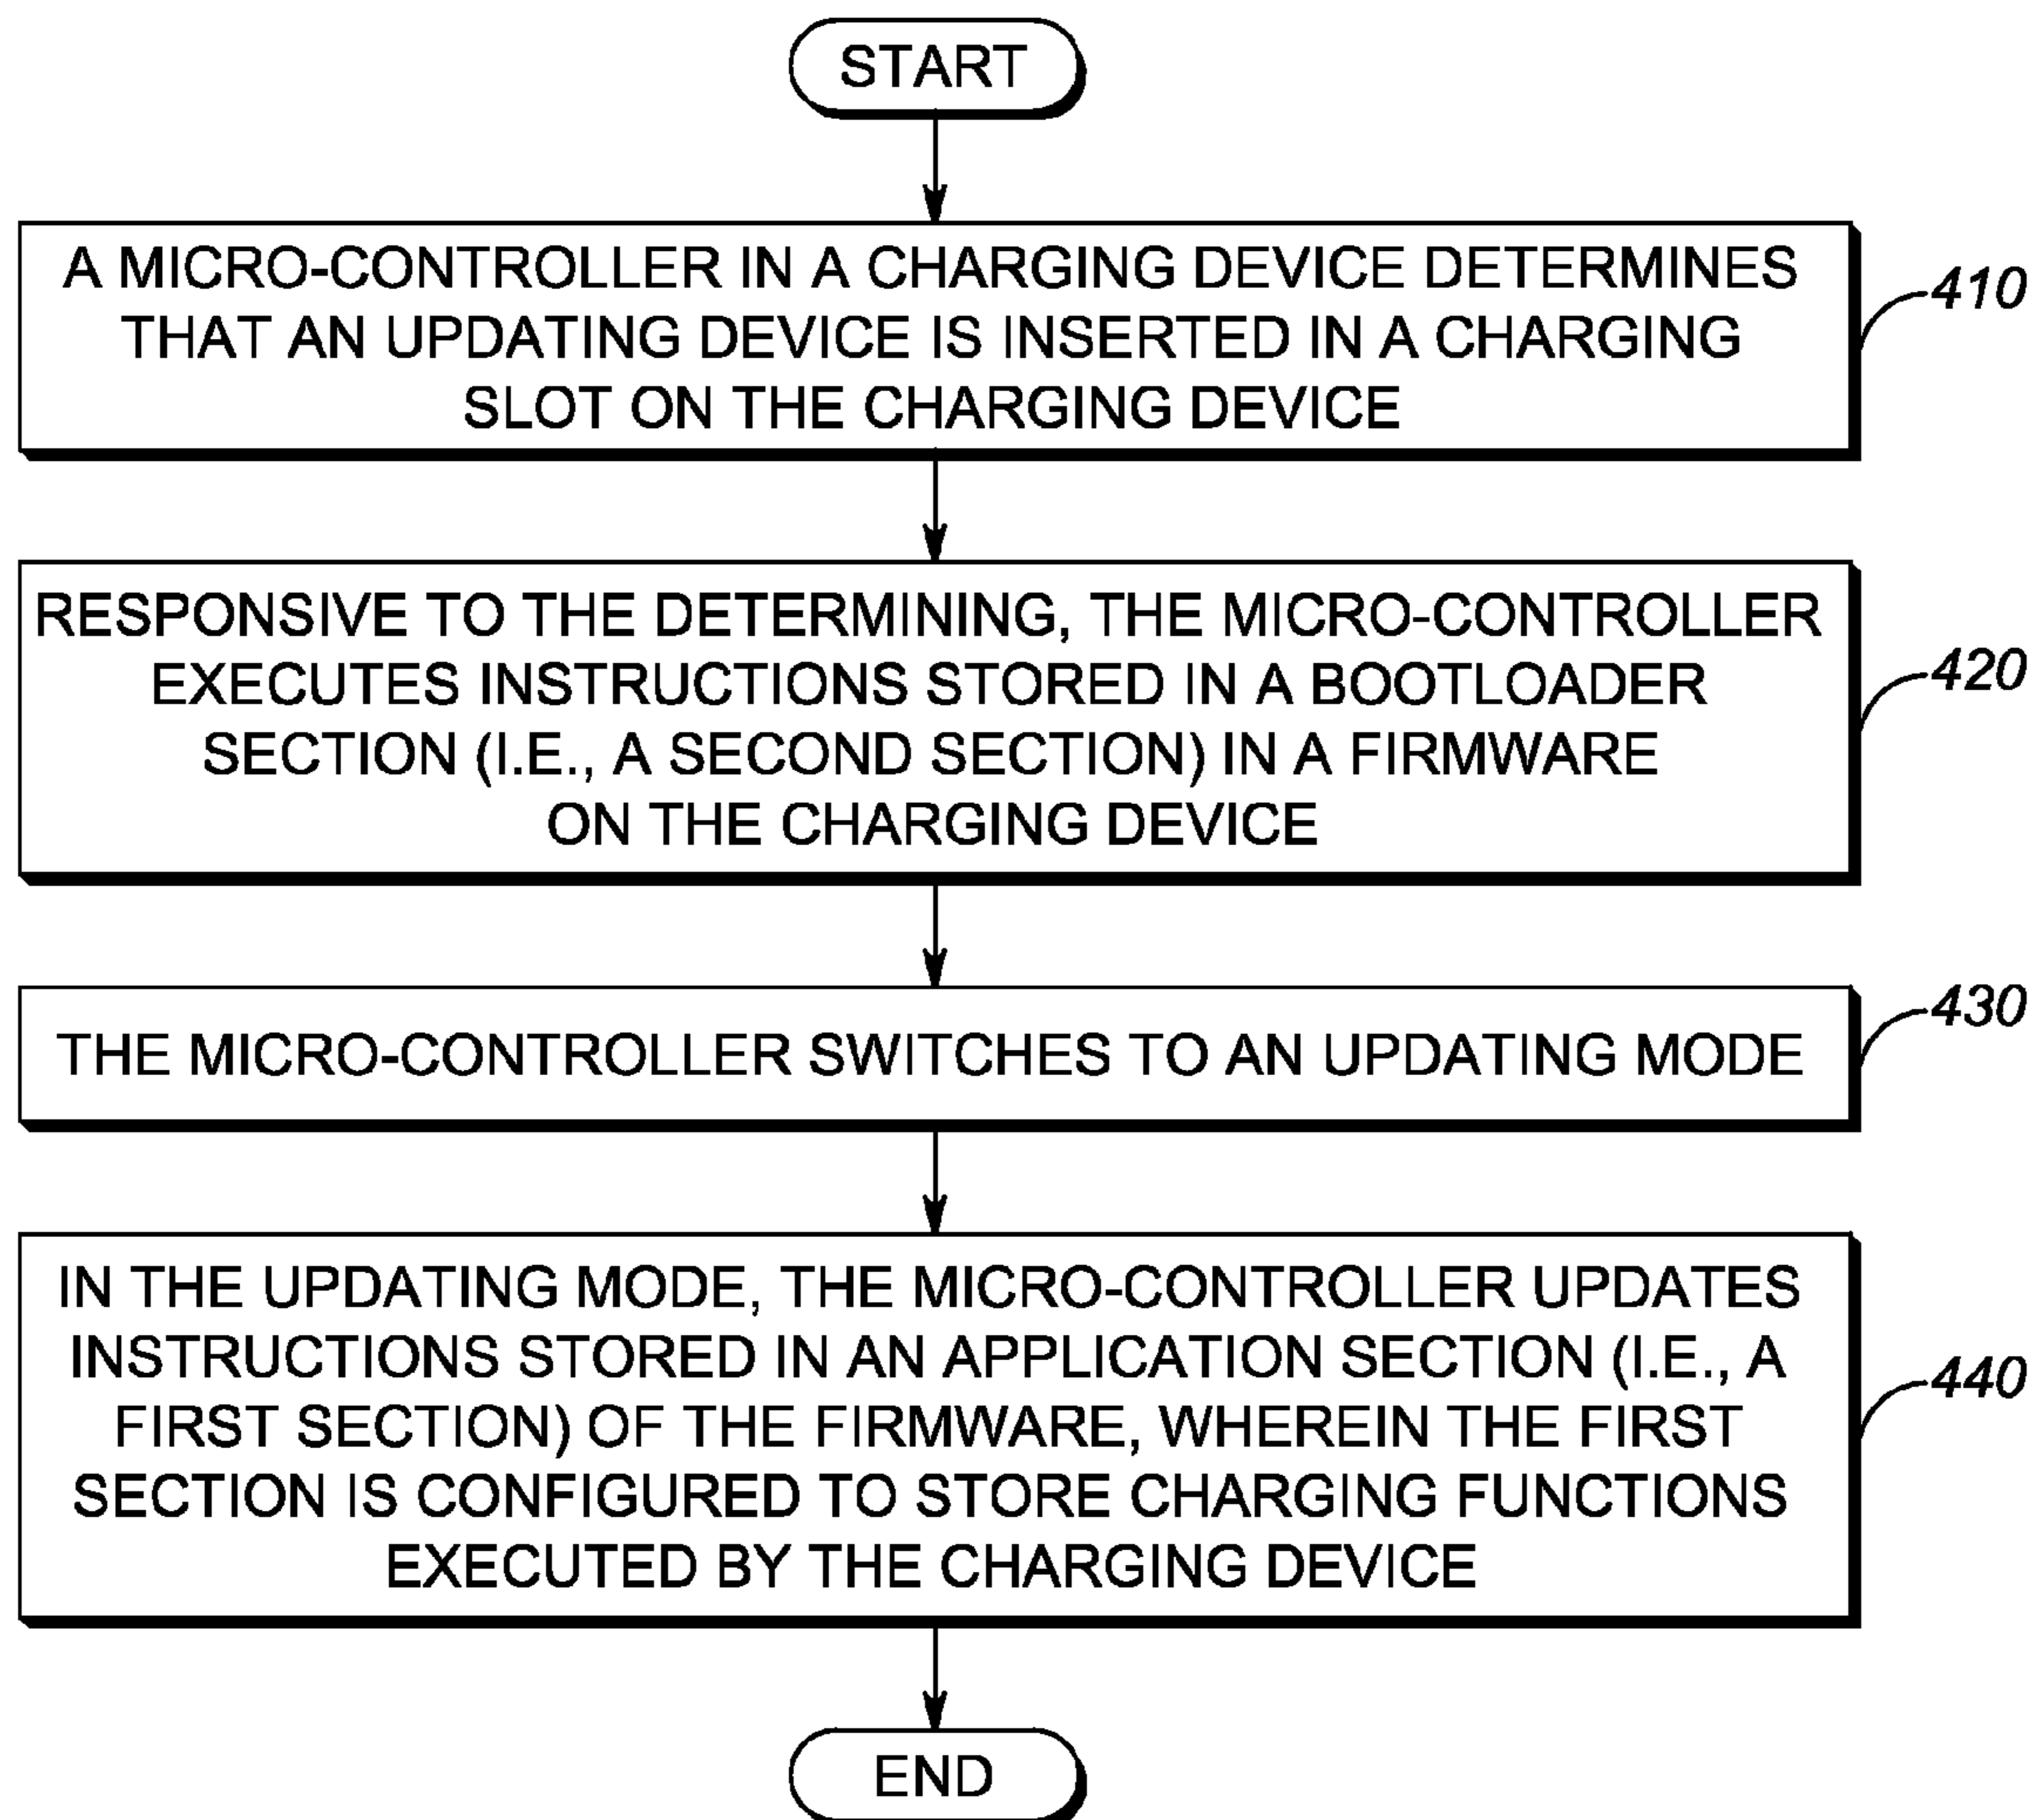 START
A MICRO-CONTROLLER IN A CHARGING DEVICE DETERMINES
THAT AN UPDATING DEVICE IS INSERTED IN A CHARGING
SLOT ON THE CHARGING DEVICE
410
RESPONSIVE TO THE DETERMINING, THE MICRO-CONTROLLER
EXECUTES INSTRUCTIONS STORED IN A BOOTLOADER
SECTION (I.E., A SECOND SECTION) IN A FIRMWARE
ON THE CHARGING DEVICE
420
THE MICRO-CONTROLLER SWITCHES TO AN UPDATING MODE
430
IN THE UPDATING MODE, THE MICRO-CONTROLLER UPDATES
INSTRUCTIONS STORED IN AN APPLICATION SECTION (I.E., A
FIRST SECTION) OF THE FIRMWARE, WHEREIN THE FIRST
SECTION IS CONFIGURED TO STORE CHARGING FUNCTIONS
EXECUTED BY THE CHARGING DEVICE
440
END